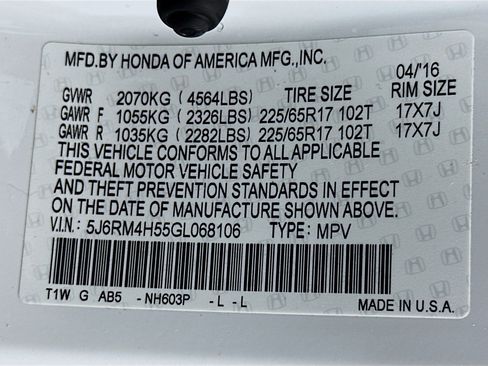 MFD.BY HONDA OF AMERICA MFG.,INC.
04/16
GVWR 2070KG (4564LBS) TIRE SIZE RIM SIZE
GAWR F 1055KG (2326LBS) 225/65R17 102T 17X7J
GAWR R 1035KG (2282LBS) 225/65R17 102T 17X7J
THIS VEHICLE CONFORMS TO ALL APPLICABLE
FEDERAL MOTOR VEHICLE SAFETY
AND THEFT PREVENTION STANDARDS IN EFFECT
ON THE DATE OF MANUFACTURE SHOWN ABOVE.
V.I.N.: 5J6RM4H55GL068106 TYPE: MPV
T1W G AB5 -NH603P -L -L
MADE IN U.S.A.